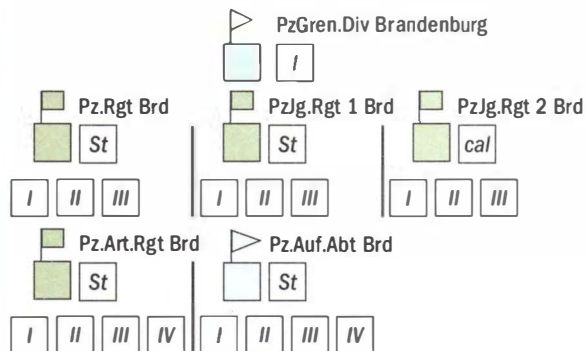 PzGren.Div Brandenburg
I
Pz.Rgt Brd PzJg.Rgt 1 Brd PzJg.Rgt 2 Brd
St St cal
I II III I II III I II III
Pz.Art.Rgt Brd Pz.Auf.Abt Brd
St St
I II III IV I II III IV